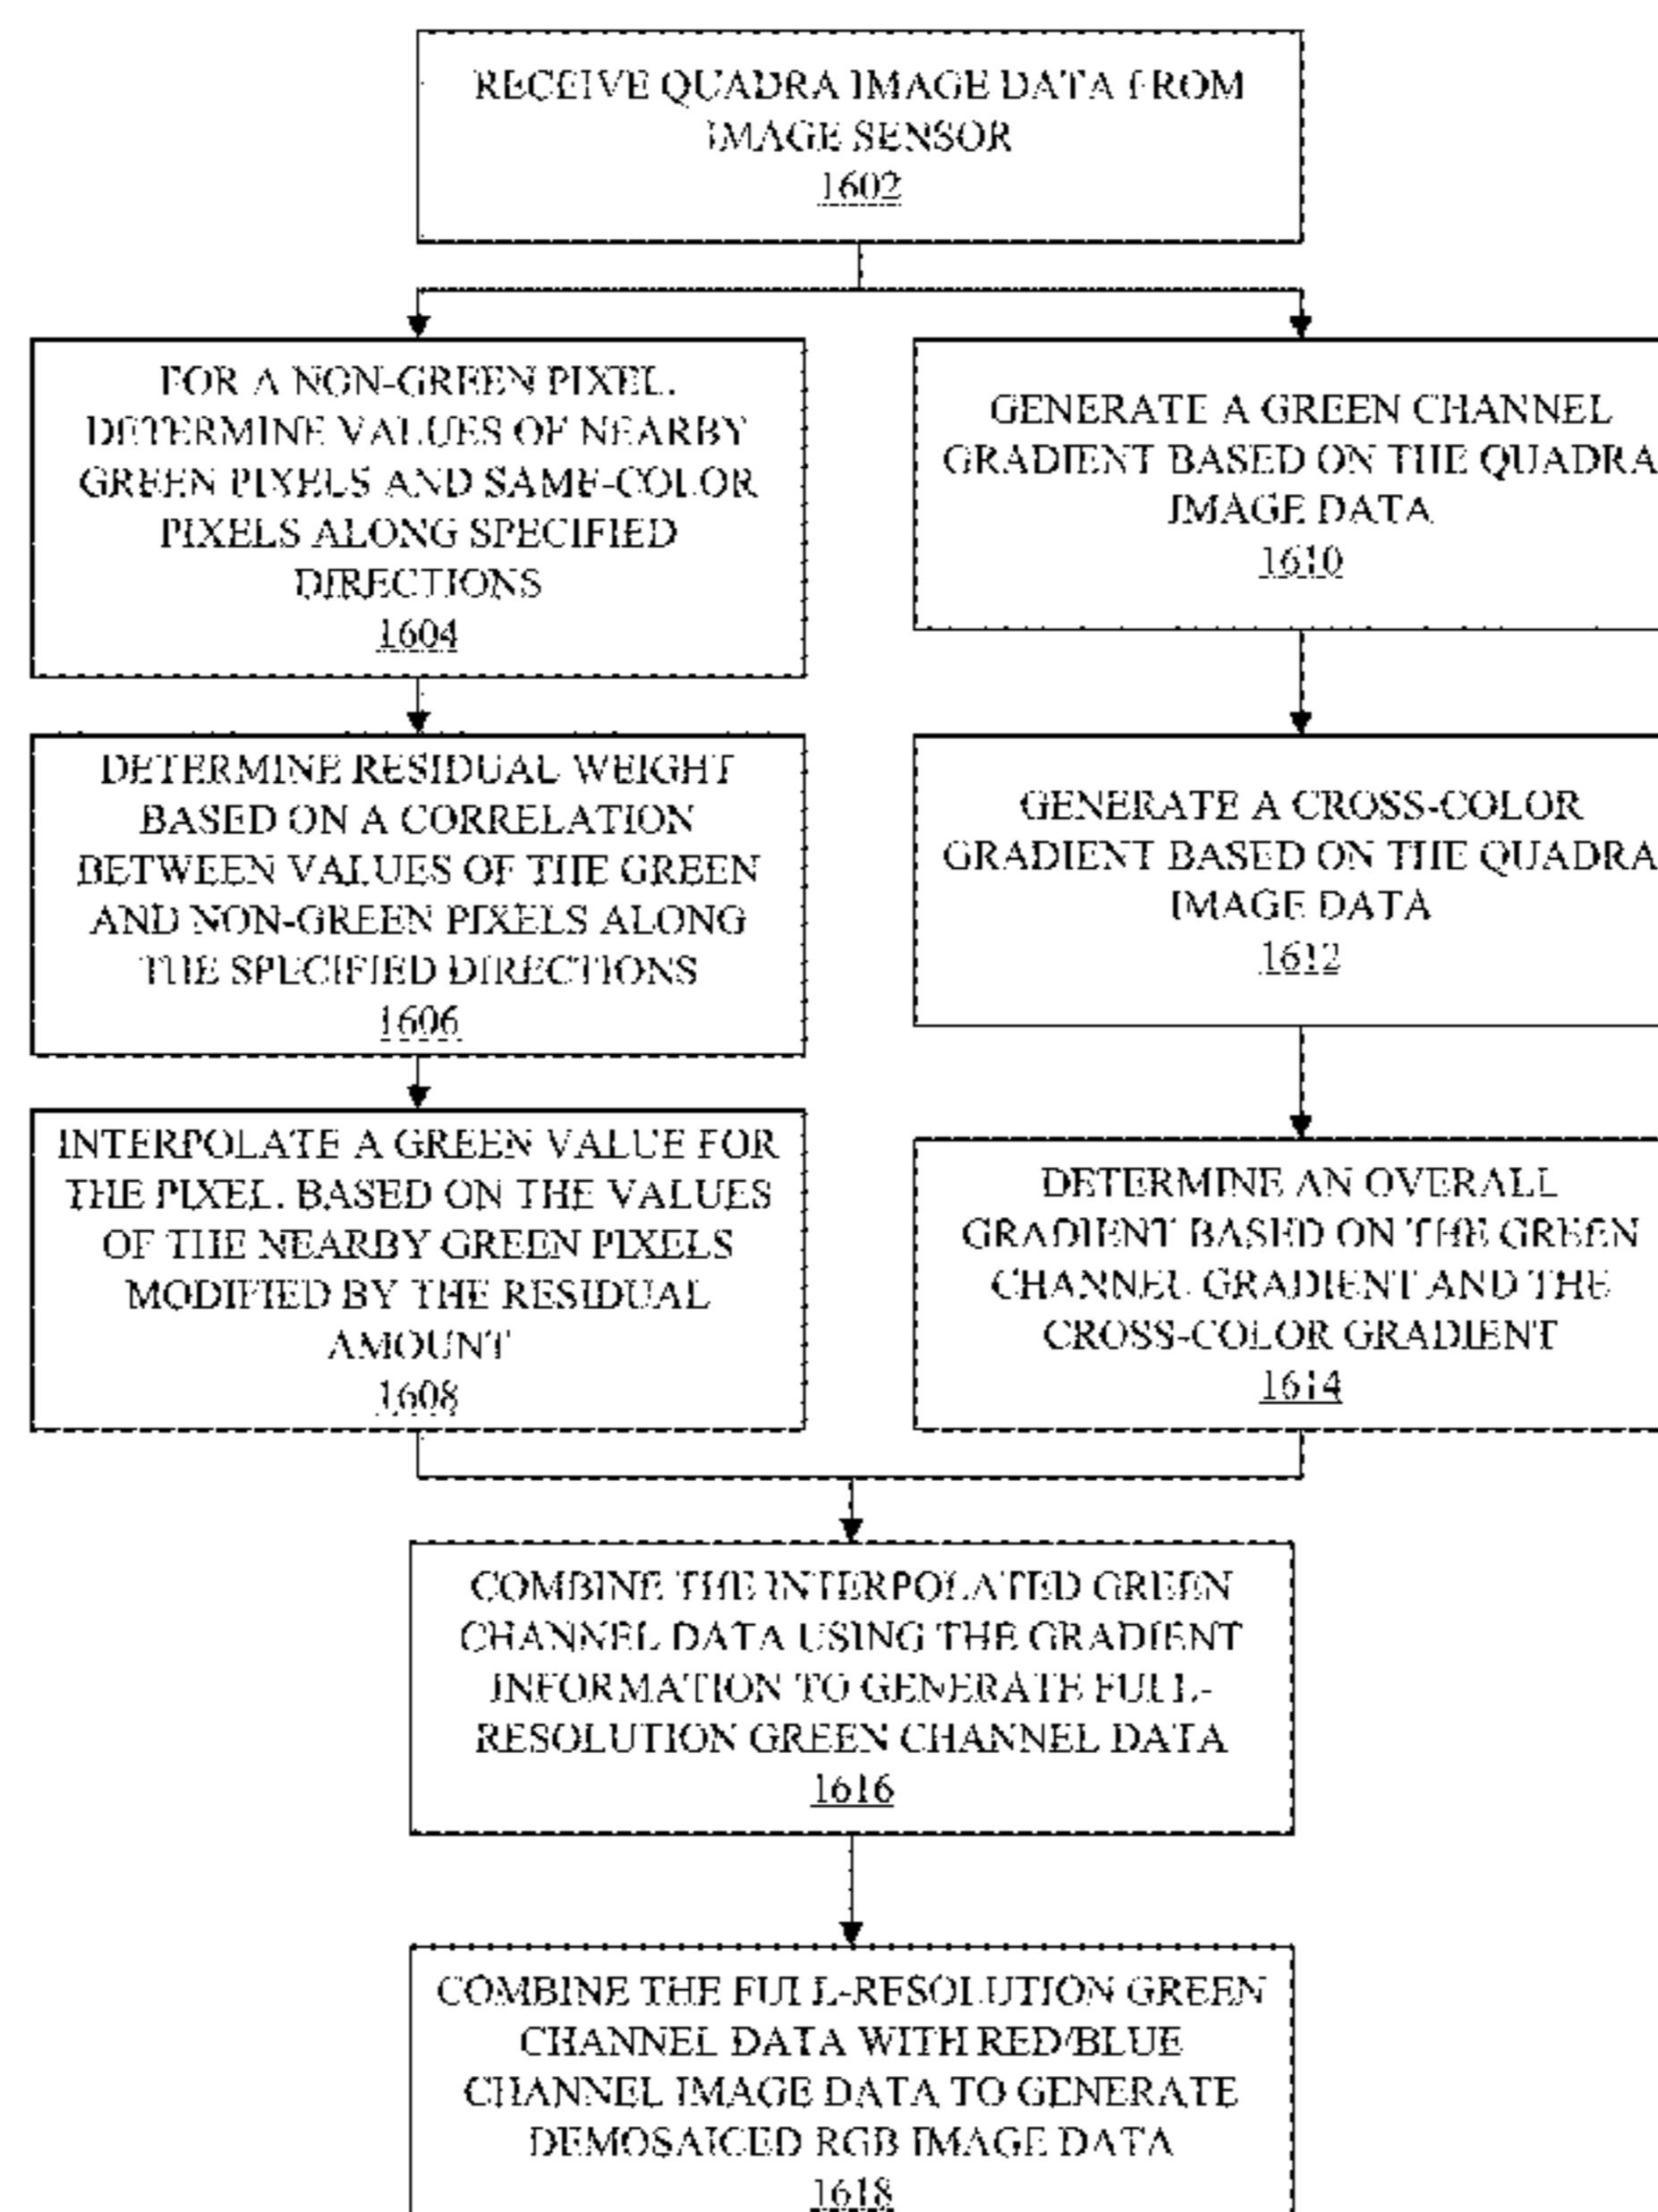 RECEIVE QUADRA IMAGE DATA FROM
IMAGE SENSOR
1602
FOR A NON-GREEN PIXEL,
DETERMINE VALUES OF NEARBY
GREEN PIXELS AND SAME-COLOR
PIXELS ALONG SPECIFIED
DIRECTIONS
1604
DETERMINE RESIDUAL WEIGHT
BASED ON A CORRELATION
BETWEEN VALUES OF THE GREEN
AND NON-GREEN PIXELS ALONG
THE SPECIFIED DIRECTIONS
1606
INTERPOLATE A GREEN VALUE FOR
THE PIXEL, BASED ON THE VALUES
OF THE NEARBY GREEN PIXELS
MODIFIED BY THE RESIDUAL
AMOUNT
1608
GENERATE A GREEN CHANNEL
GRADIENT BASED ON THE QUADRA
IMAGE DATA
1610
GENERATE A CROSS-COLOR
GRADIENT BASED ON THE QUADRA
IMAGE DATA
1612
DETERMINE AN OVERALL
GRADIENT BASED ON THE GREEN
CHANNEL GRADIENT AND THE
CROSS-COLOR GRADIENT
1614
COMBINE THE INTERPOLATED GREEN
CHANNEL DATA USING THE GRADIENT
INFORMATION TO GENERATE FULL-
RESOLUTION GREEN CHANNEL DATA
1616
COMBINE THE FULL-RESOLUTION GREEN
CHANNEL DATA WITH RED/BLUE
CHANNEL IMAGE DATA TO GENERATE
DEMOSAICED RGB IMAGE DATA
1618